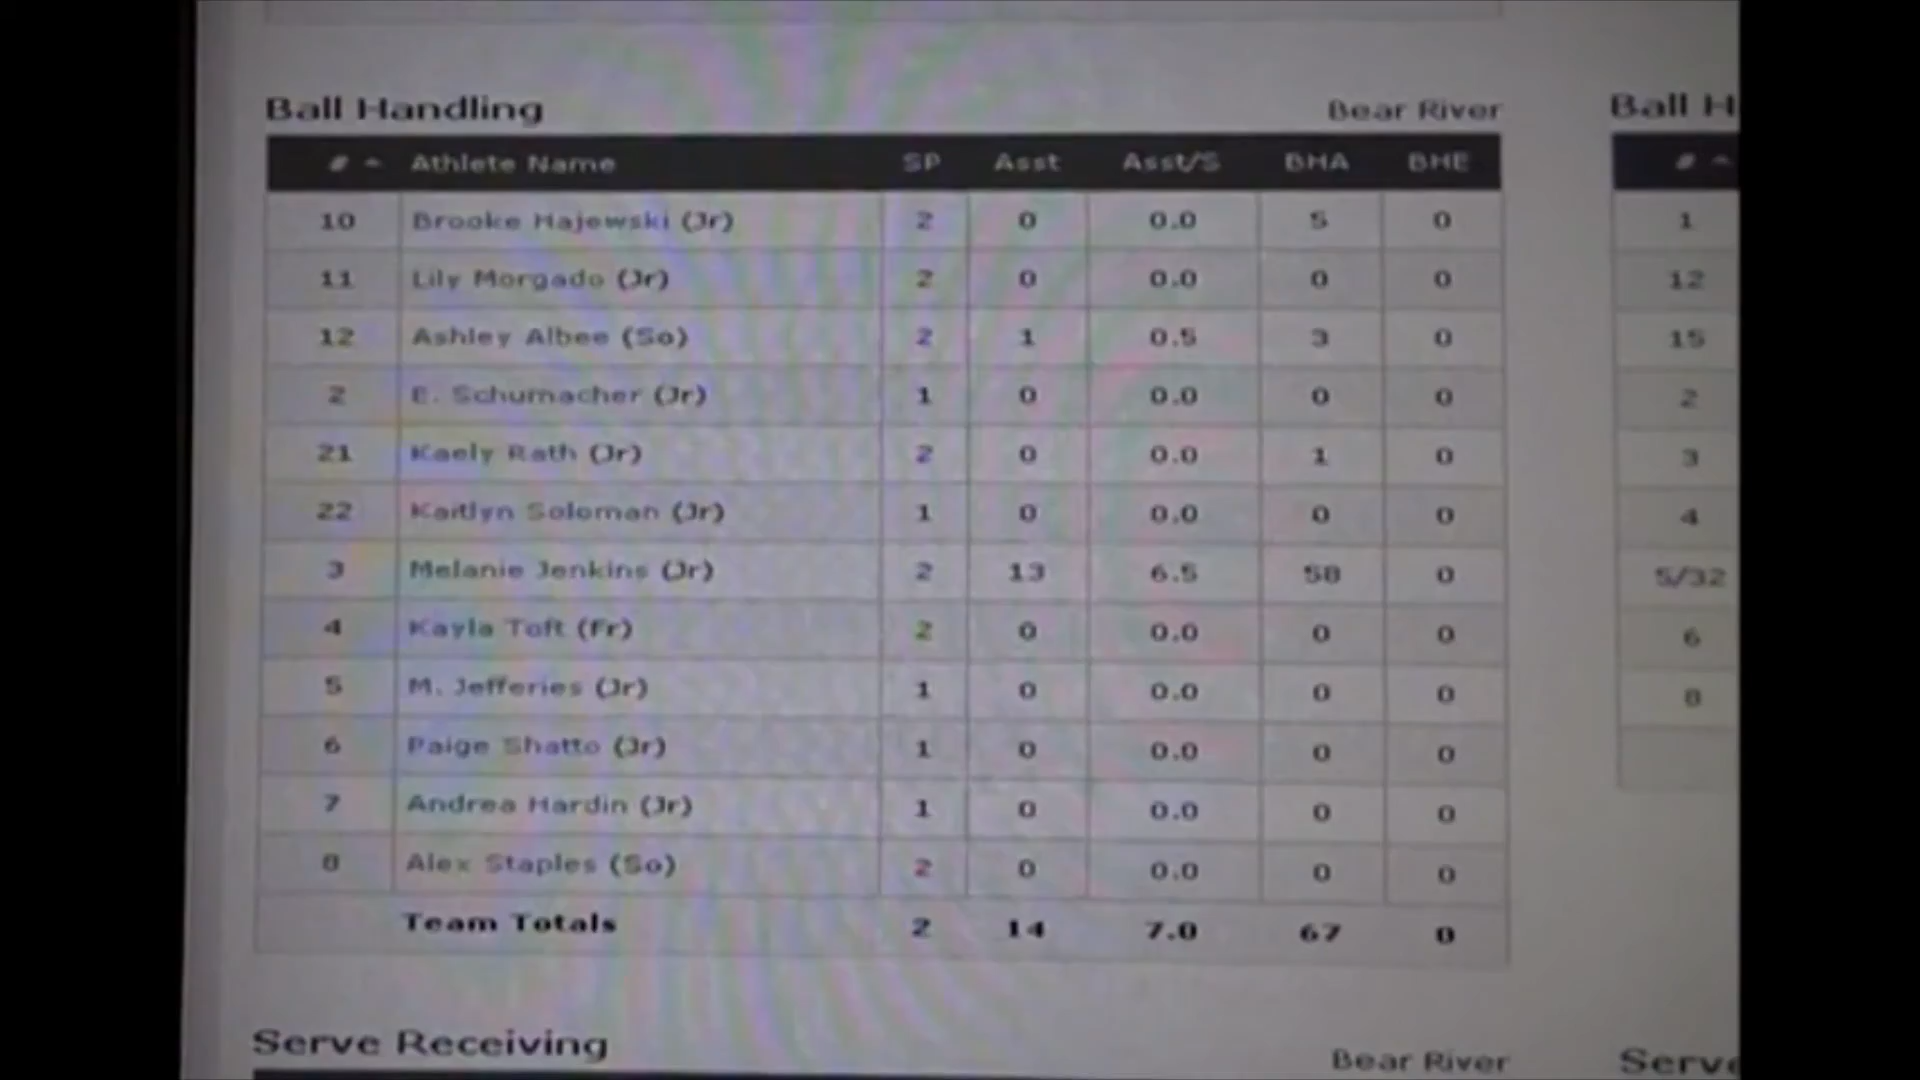 Ball Handling Bear River Ball H
# Athlete Name SP Asst Asst/S BHA BHE #
10 Brooke Hajewski (Jr) 2 0 0.0 5 0 1
11 Lily Morgado (Jr) 2 0 0.0 0 0 12
12 Ashley Albee (So) 2 1 0.5 3 0 15
2 E. Schumacher (Jr) 1 0 0.0 0 0 2
21 Kaely Rath (Jr) 2 0 0.0 1 0 3
22 Kaitlyn Soloman (Jr) 1 0 0.0 0 0 4
3 Melanie Jenkins (Jr) 2 13 6.5 58 0 5/32
4 Kayla Toft (Fr) 2 0 0.0 0 0 6
5 M. Jefferies (Jr) 1 0 0.0 0 0 8
6 Paige Shatto (Jr) 1 0 0.0 0 0
7 Andrea Hardin (Jr) 1 0 0.0 0 0
8 Alex Staples (So) 2 0 0.0 0 0
Team Totals 2 14 7.0 67 0
Serve Receiving Bear River Serve